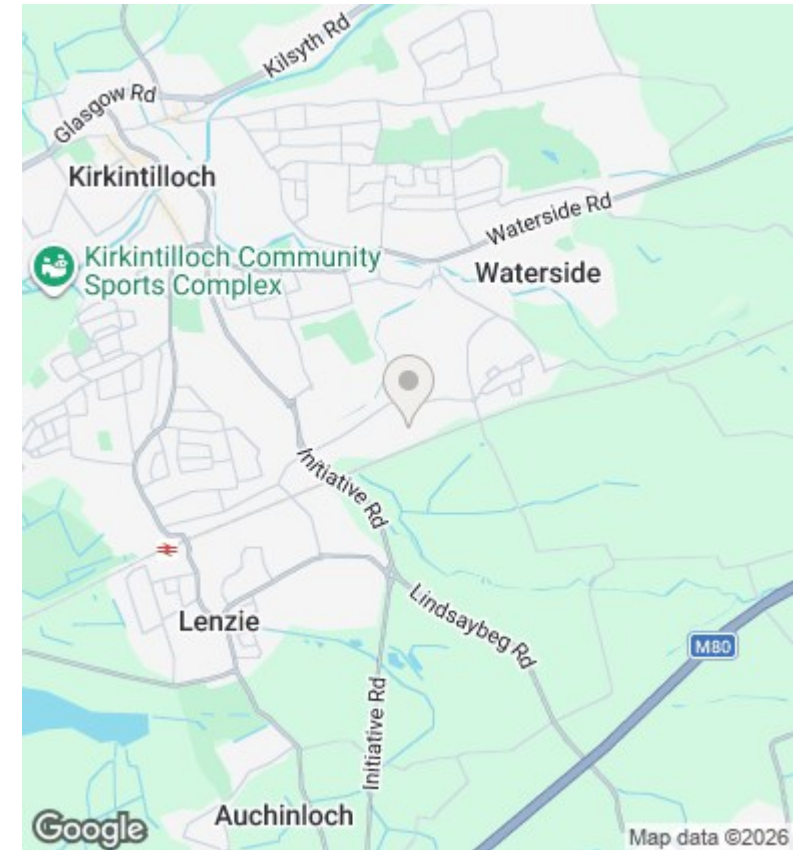 Kilsyth Rd
Glasgow Rd
Kirkintilloch
Waterside Rd
Kirkintilloch Community
Sports Complex
Waterside
Initiative Rd
Lenzie
Lindsaybeg Rd
M80
Initiative Rd
Auchinloch
Google
Map data ©2026